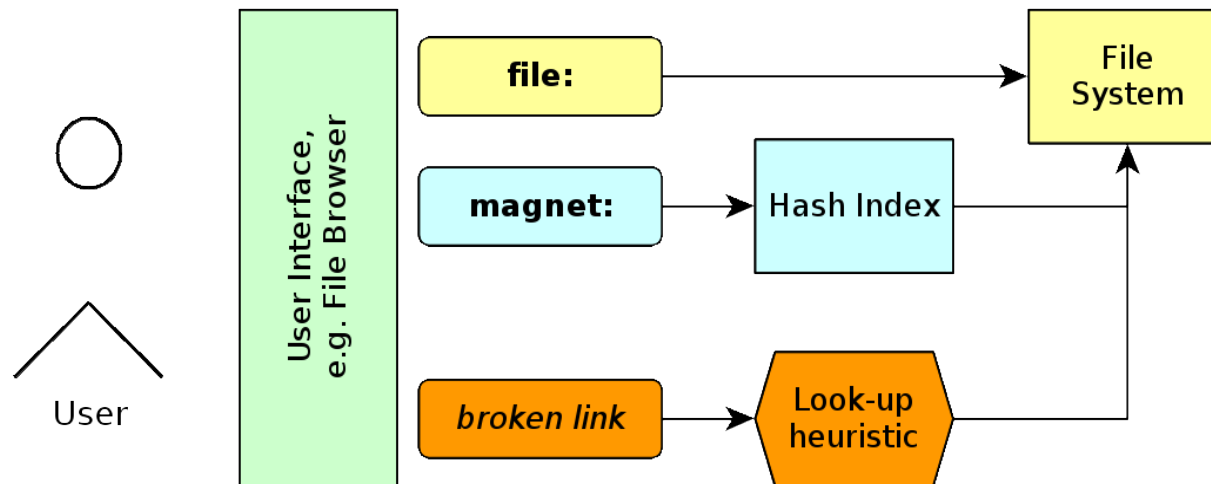 User
User Interface,
e.g. File Browser
file:
File
System
magnet:
Hash Index
broken link
Look-up
heuristic